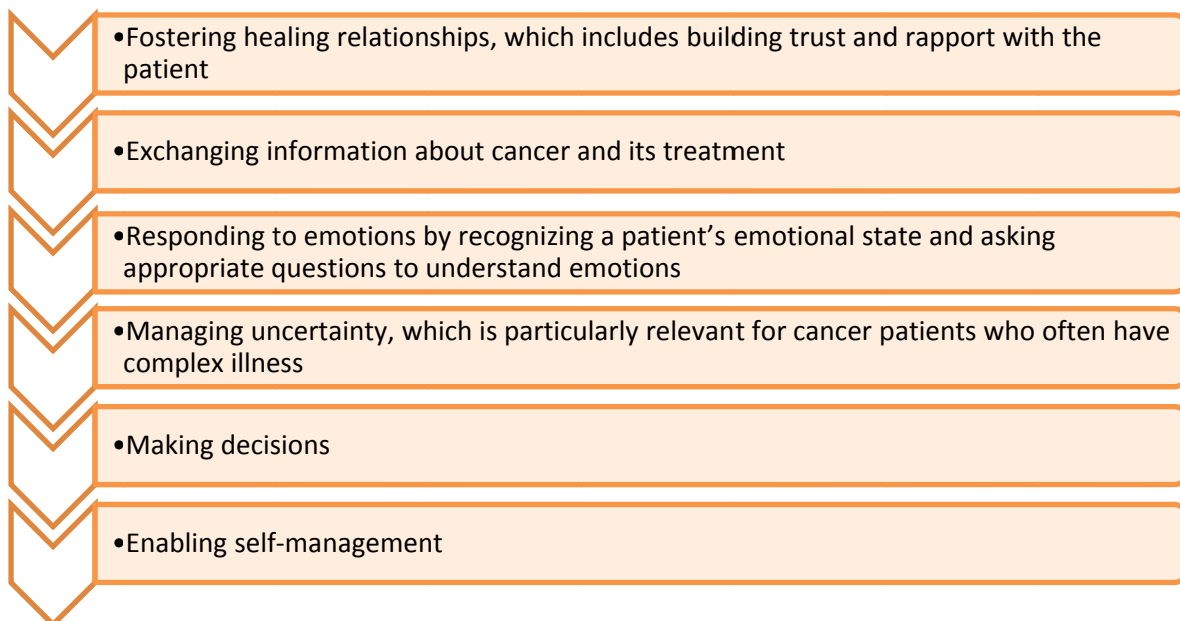 •Fostering healing relationships, which includes building trust and rapport with the
patient
•Exchanging information about cancer and its treatment
•Responding to emotions by recognizing a patient’s emotional state and asking
appropriate questions to understand emotions
•Managing uncertainty, which is particularly relevant for cancer patients who often have
complex illness
•Making decisions
•Enabling self-management